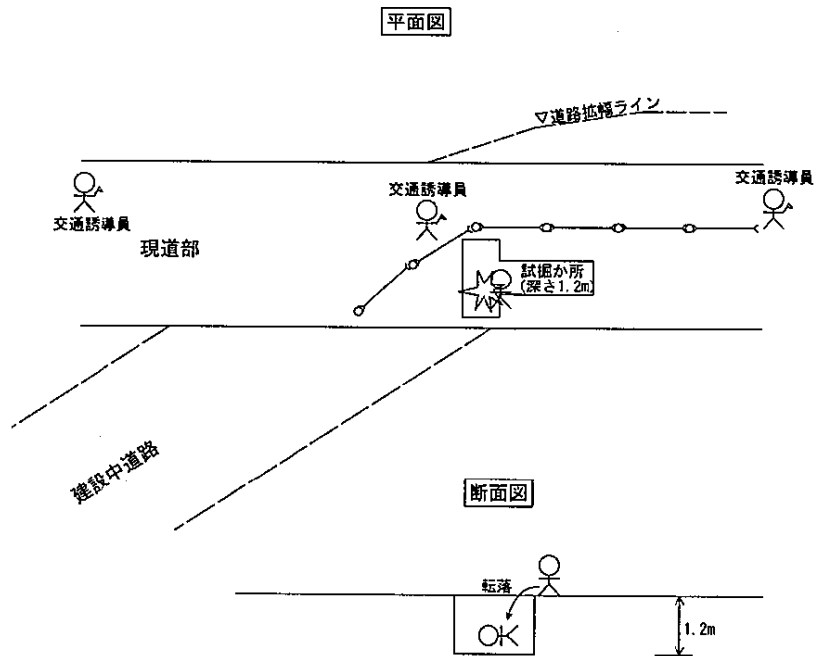 平面図
▽道路拡幅ライン
交通誘導員
交通誘導員
交通誘導員
現道部
試掘か所
(深さ1.2m)
建設中道路
断面図
転落
1.2m